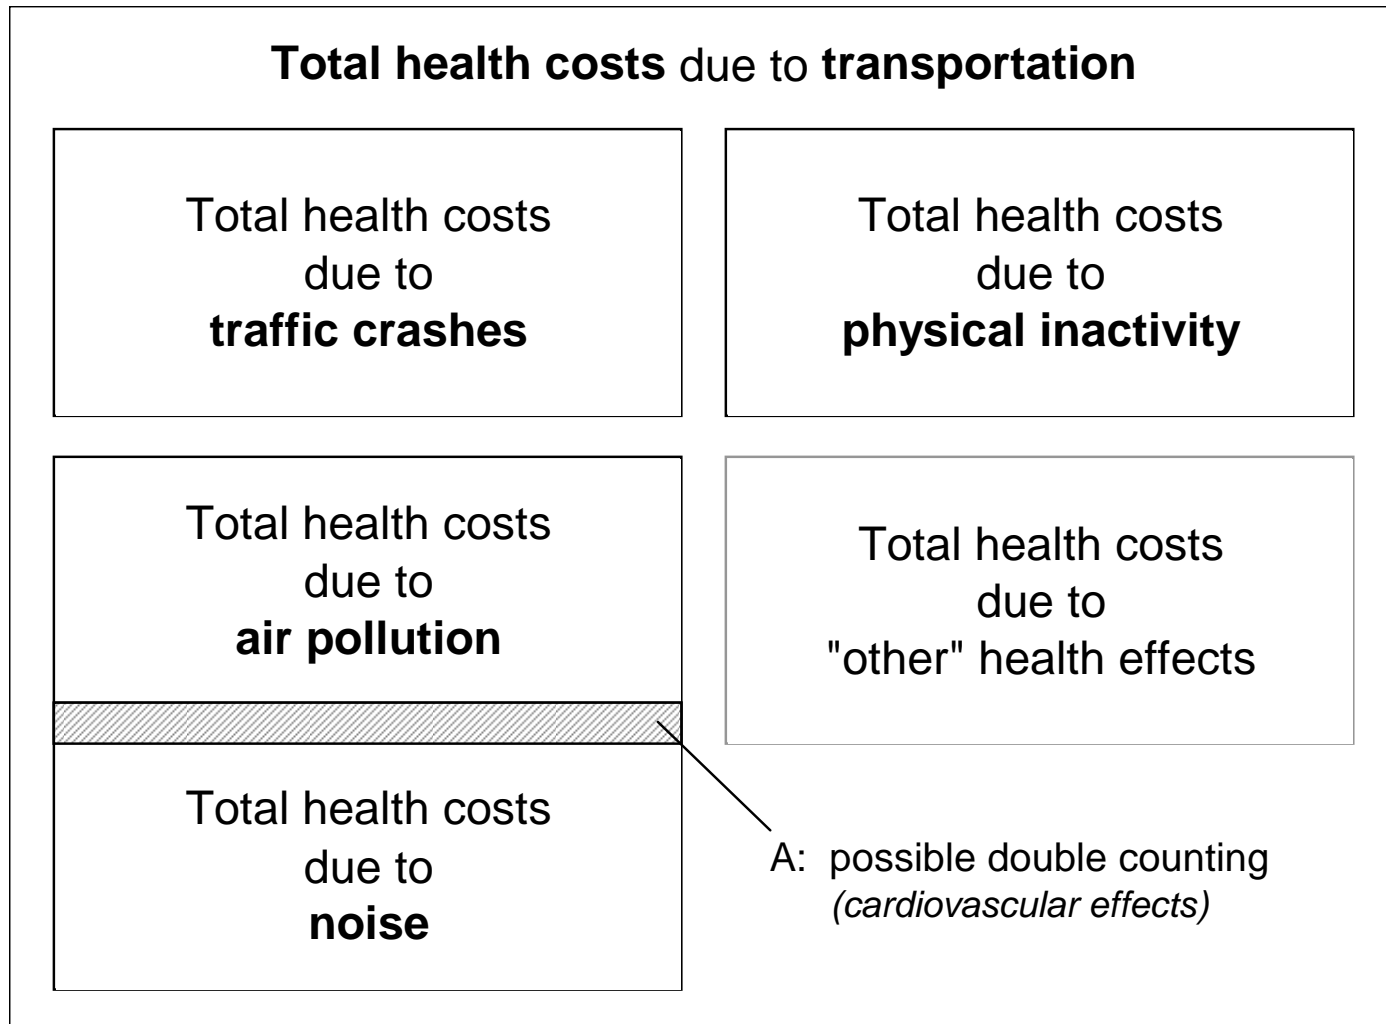 Total health costs due to transportation
Total health costs
due to
traffic crashes
Total health costs
due to
physical inactivity
Total health costs
due to
air pollution
Total health costs
due to
"other" health effects
Total health costs
due to
noise
A: possible double counting
(cardiovascular effects)